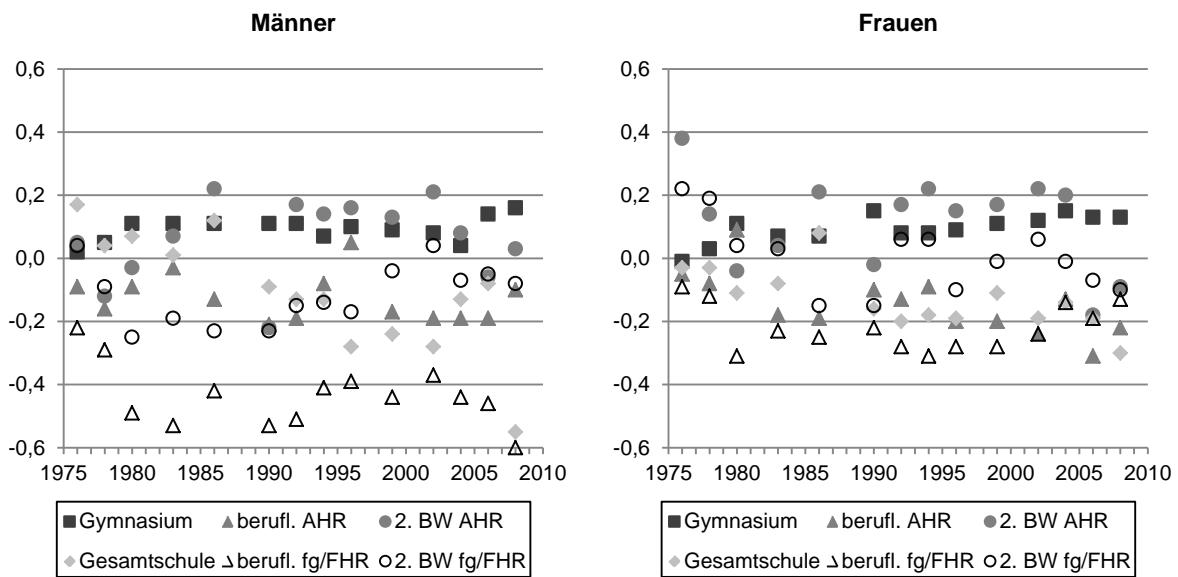 Männer
0,6
0,4
0,2
0,0
-0,2
-0,4
-0,6
1975 1980 1985 1990 1995 2000 2005 2010
Gymnasium berufl. AHR 2. BW AHR
Gesamtschule berufl. fg/FHR 2. BW fg/FHR
Frauen
0,6
0,4
0,2
0,0
-0,2
-0,4
-0,6
1975 1980 1985 1990 1995 2000 2005 2010
Gymnasium berufl. AHR 2. BW AHR
Gesamtschule berufl. fg/FHR 2. BW fg/FHR